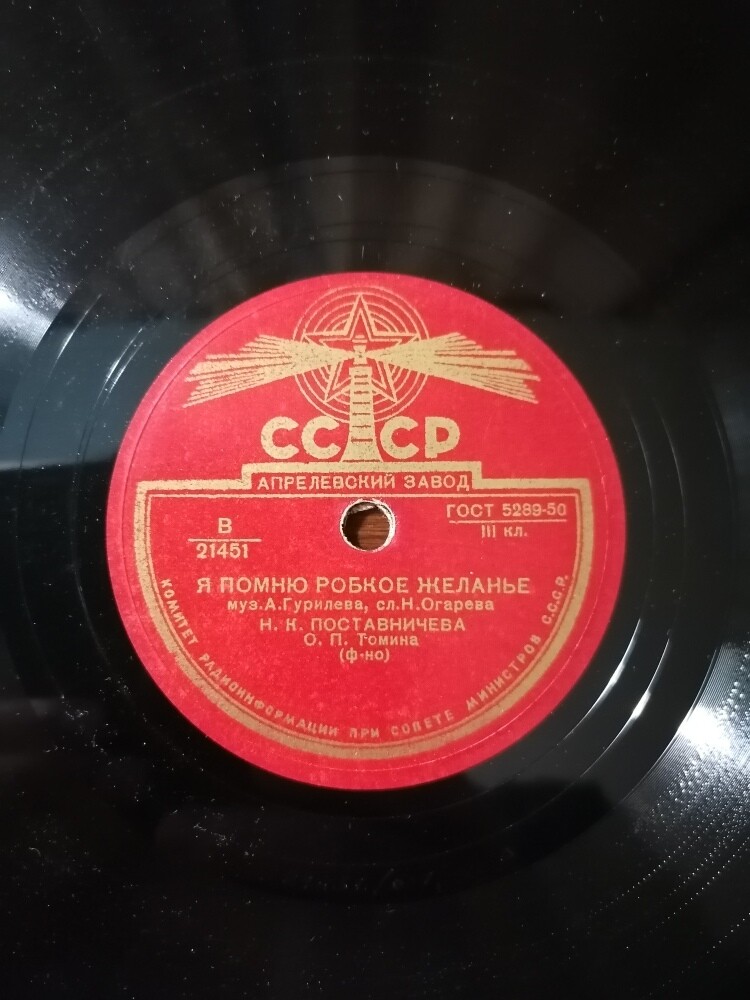 СССР
АПРЕЛЕВСКИЙ ЗАВОД
В
21451
ГОСТ 5289-50
III кл.
Я ПОМНЮ РОБКОЕ ЖЕЛАНЬЕ
муз.А.Гурилева, сл.Н.Огарева
Н. К. ПОСТАВНИЧЕВА
О. П. Томина
(ф-но)
КОМИТЕТ РАДИОИНФОРМАЦИИ ПРИ СОВЕТЕ МИНИСТРОВ С.С.С.Р.